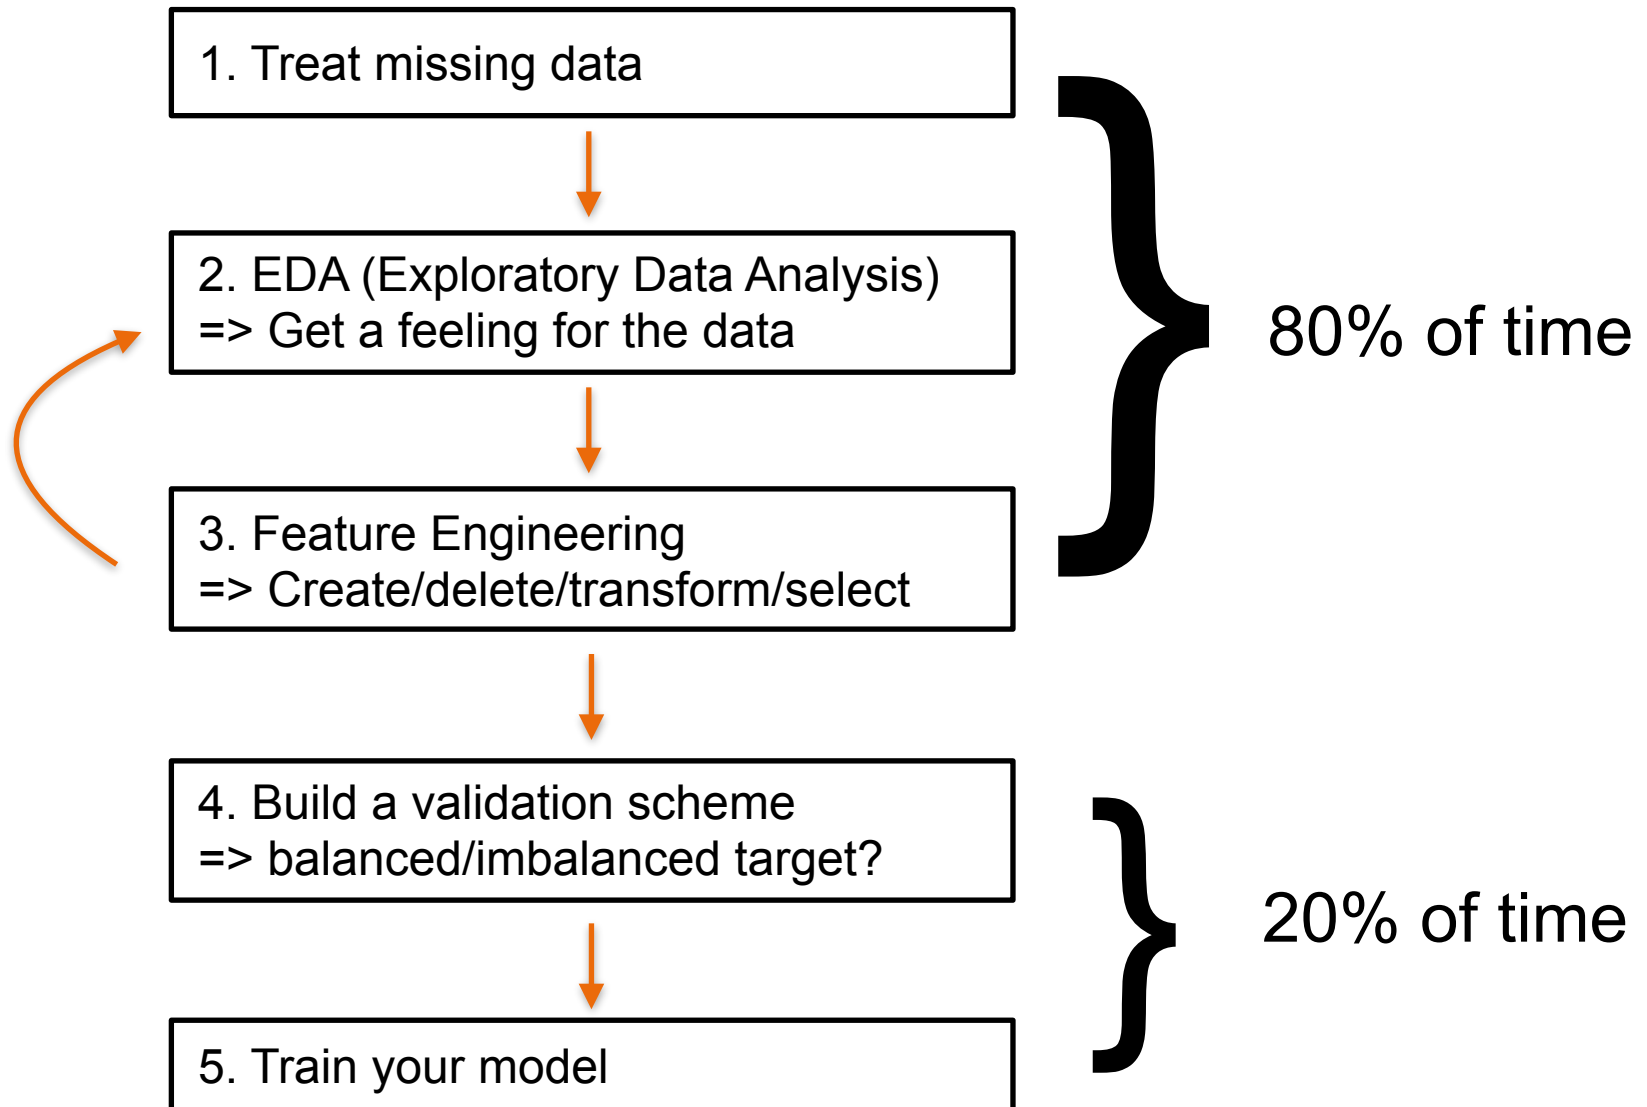 1. Treat missing data
2. EDA (Exploratory Data Analysis)
=> Get a feeling for the data
80% of time
3. Feature Engineering
=> Create/delete/transform/select
4. Build a validation scheme
=> balanced/imbalanced target?
20% of time
5. Train your model